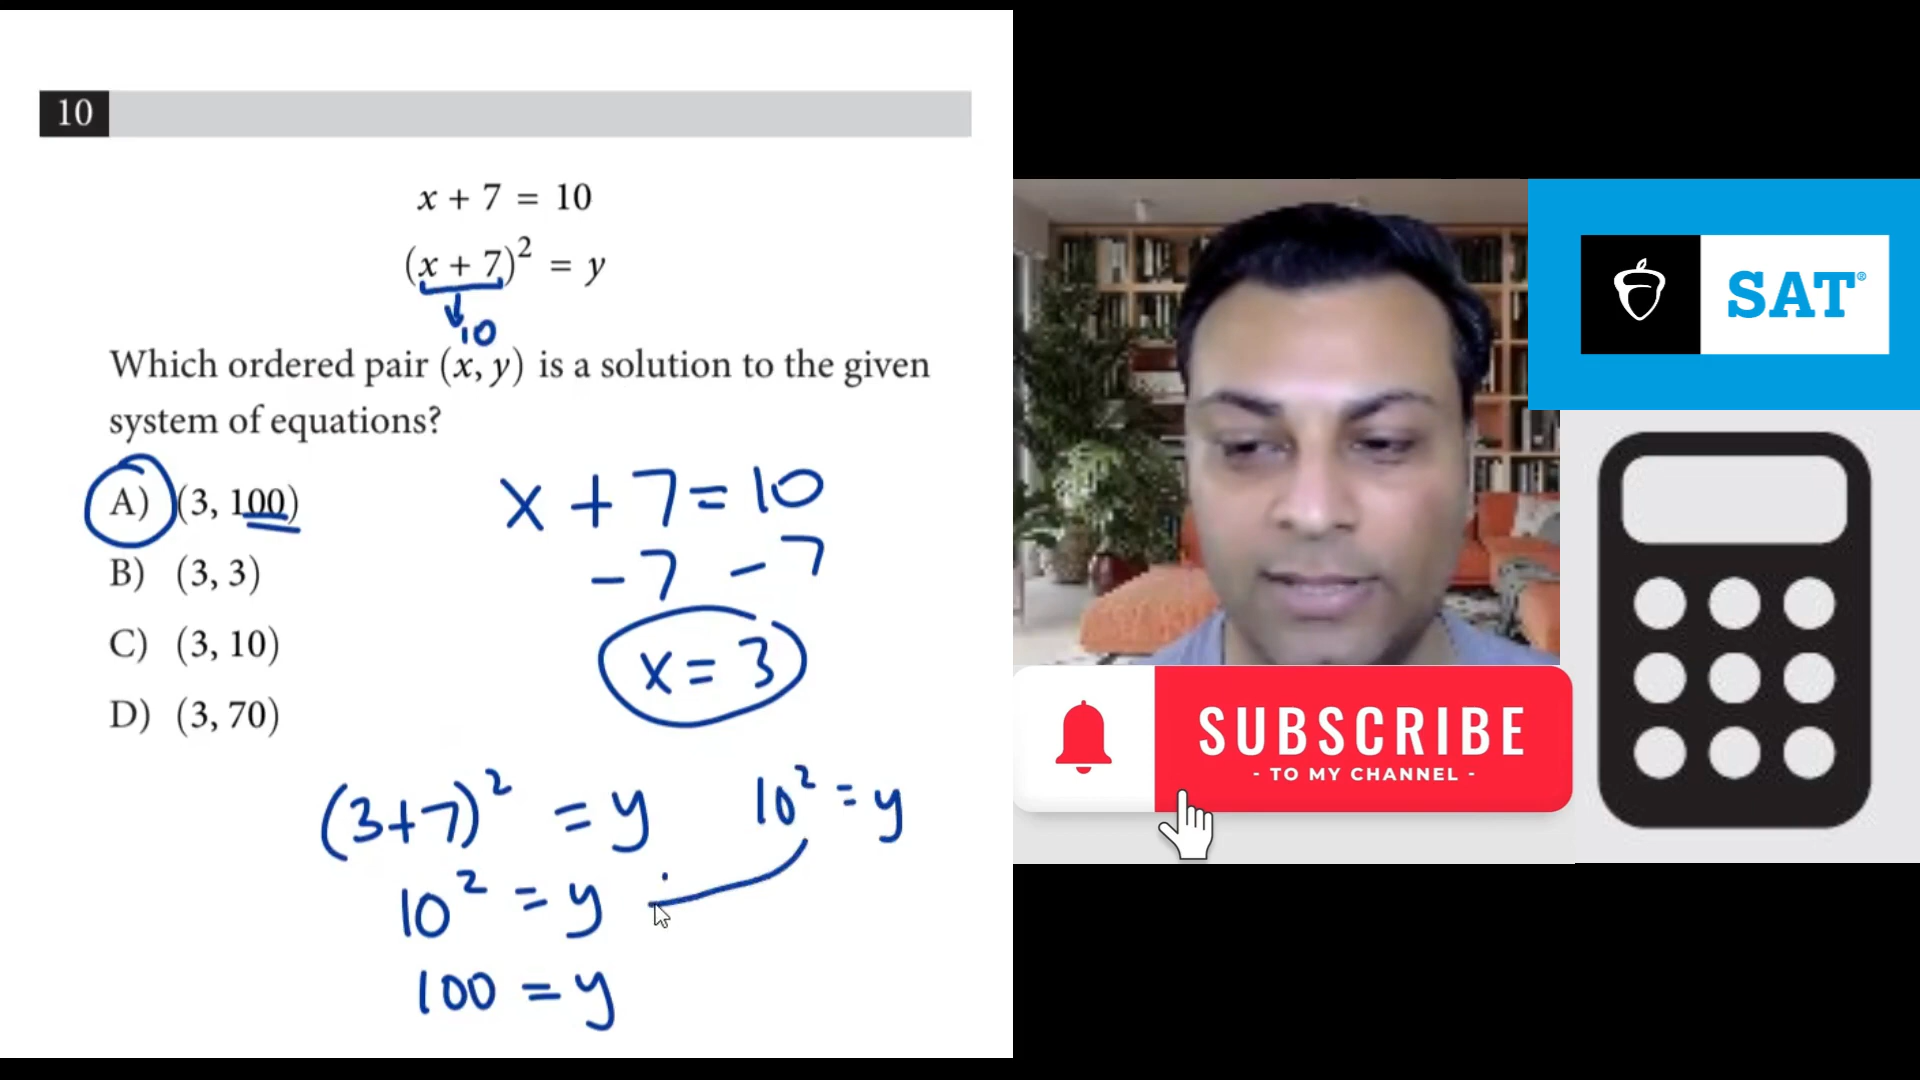 10
x + 7 = 10
(x + 7)² = y
10
Which ordered pair (x, y) is a solution to the given
system of equations?
A) (3, 100)
B) (3, 3)
C) (3, 10)
D) (3, 70)
x + 7 = 10
- 7 - 7
x = 3
(3+7)² = y
10² = y
10² = y
100 = y
SAT®
SUBSCRIBE
- TO MY CHANNEL -